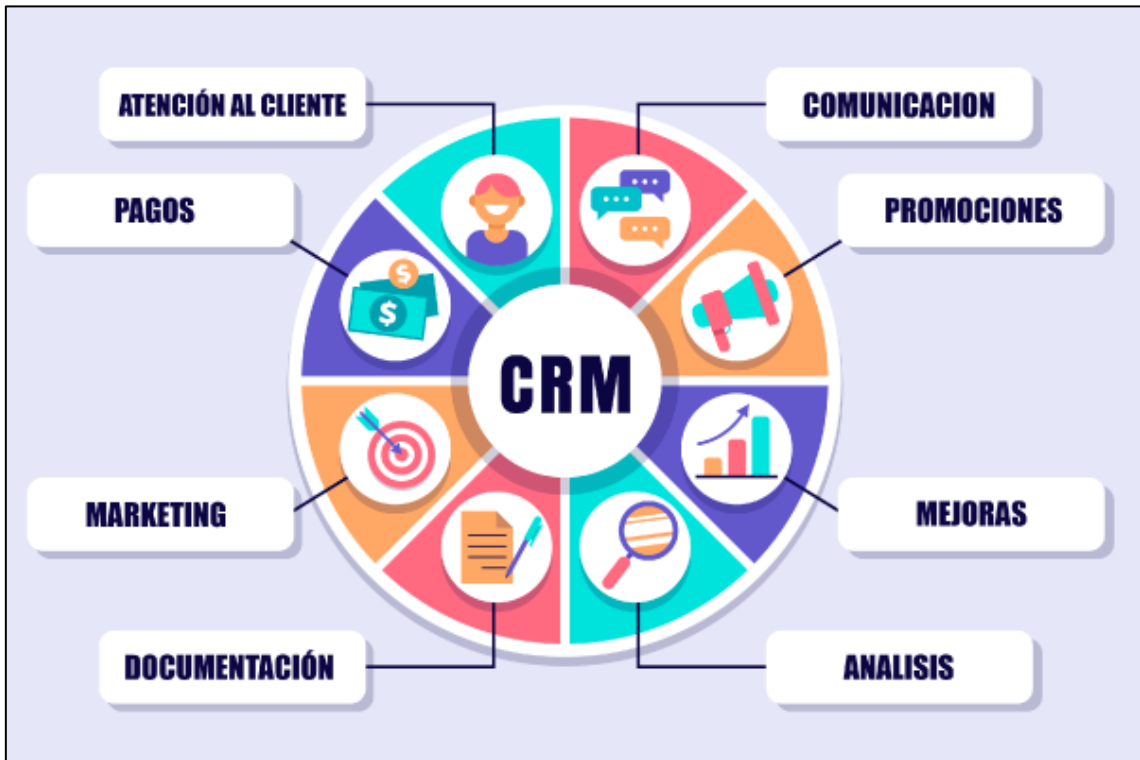 ATENCIÓN AL CLIENTE
COMUNICACION
PAGOS
PROMOCIONES
$
$
CRM
MARKETING
MEJORAS
DOCUMENTACIÓN
ANALISIS